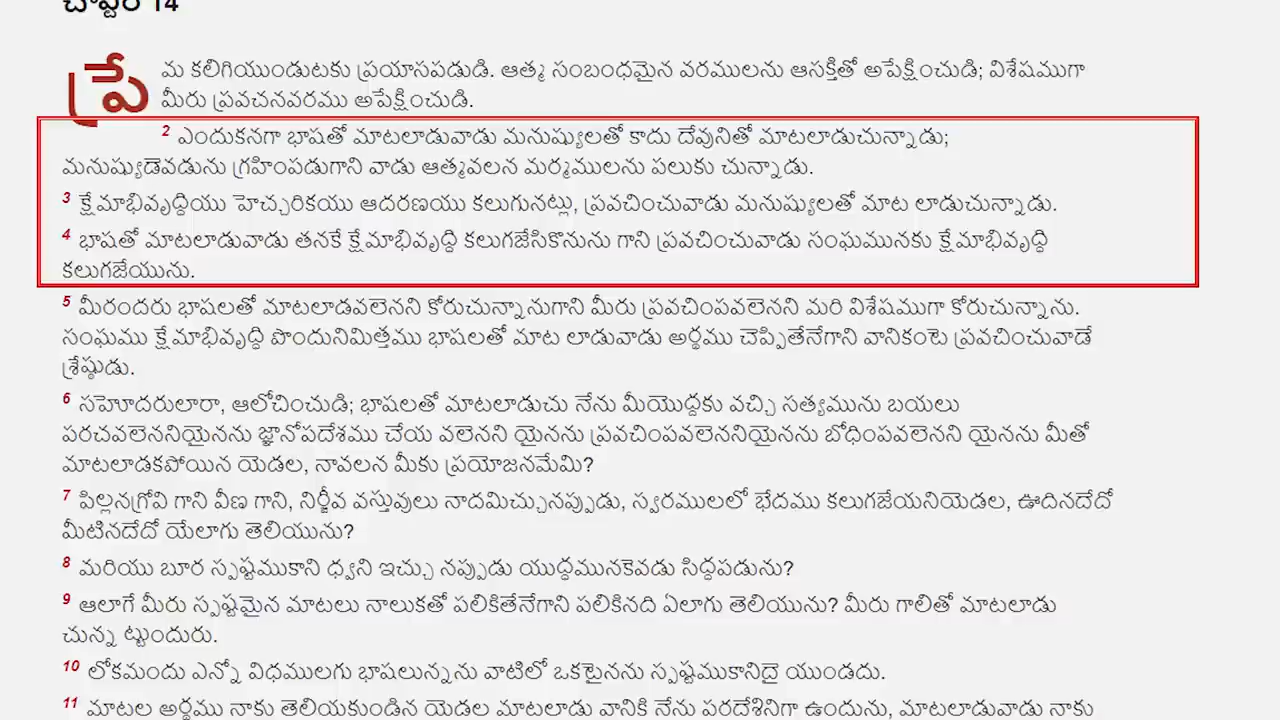 చాప్టర్ 14
ప్రేమ కలిగియుండుటకు ప్రయాసపడుడి. ఆత్మ సంబంధమైన వరములను ఆసక్తితో అపేక్షించుడి; విశేషముగా
మీరు ప్రవచనవరము అపేక్షించుడి.
2 ఎందుకనగా భాషతో మాటలాడువాడు మనుష్యులతో కాదు దేవునితో మాటలాడుచున్నాడు;
మనుష్యుడెవడును గ్రహింపడుగాని వాడు ఆత్మవలన మర్మములను పలుకు చున్నాడు.
3 క్షేమాభివృద్ధియు హెచ్చరికయు ఆదరణయు కలుగునట్లు, ప్రవచించువాడు మనుష్యులతో మాట లాడుచున్నాడు.
4 భాషతో మాటలాడువాడు తనకే క్షేమాభివృద్ధి కలుగజేసికొనును గాని ప్రవచించువాడు సంఘమునకు క్షేమాభివృద్ధి
కలుగజేయును.
5 మీరందరు భాషలతో మాటలాడవలెనని కోరుచున్నానుగాని మీరు ప్రవచింపవలెనని మరి విశేషముగా కోరుచున్నాను.
సంఘము క్షేమాభివృద్ధి పొందునిమిత్తము భాషలతో మాట లాడువాడు అర్థము చెప్పితేనేగాని వానికంటె ప్రవచించువాడే
శ్రేష్ఠుడు.
6 సహోదరులారా, ఆలోచించుడి; భాషలతో మాటలాడుచు నేను మీయొద్దకు వచ్చి సత్యమును బయలు
పరచవలెననియైనను జ్ఞానోపదేశము చేయ వలెనని యైనను ప్రవచింపవలెననియైనను బోధింపవలెనని యైనను మీతో
మాటలాడకపోయిన యెడల, నావలన మీకు ప్రయోజనమేమి?
7 పిల్లనగ్రోవి గాని వీణ గాని, నిర్జీవ వస్తువులు నాదమిచ్చునప్పుడు, స్వరములలో భేదము కలుగజేయనియెడల, ఊదినదేదో
మీటినదేదో యేలాగు తెలియును?
8 మరియు బూర స్పష్టముకాని ధ్వని ఇచ్చు నప్పుడు యుద్ధమునకెవడు సిద్ధపడును?
9 ఆలాగే మీరు స్పష్టమైన మాటలు నాలుకతో పలికితేనేగాని పలికినది ఏలాగు తెలియును? మీరు గాలితో మాటలాడు
చున్న ట్టుందురు.
10 లోకమందు ఎన్నో విధములగు భాషలున్నను వాటిలో ఒకటైనను స్పష్టముకానిదై యుండదు.
11 మాటల అర్థము నాకు తెలియకుండిన యెడల మాటలాడు వానికి నేను పరదేశినిగా ఉందును, మాటలాడువాడు నాకు